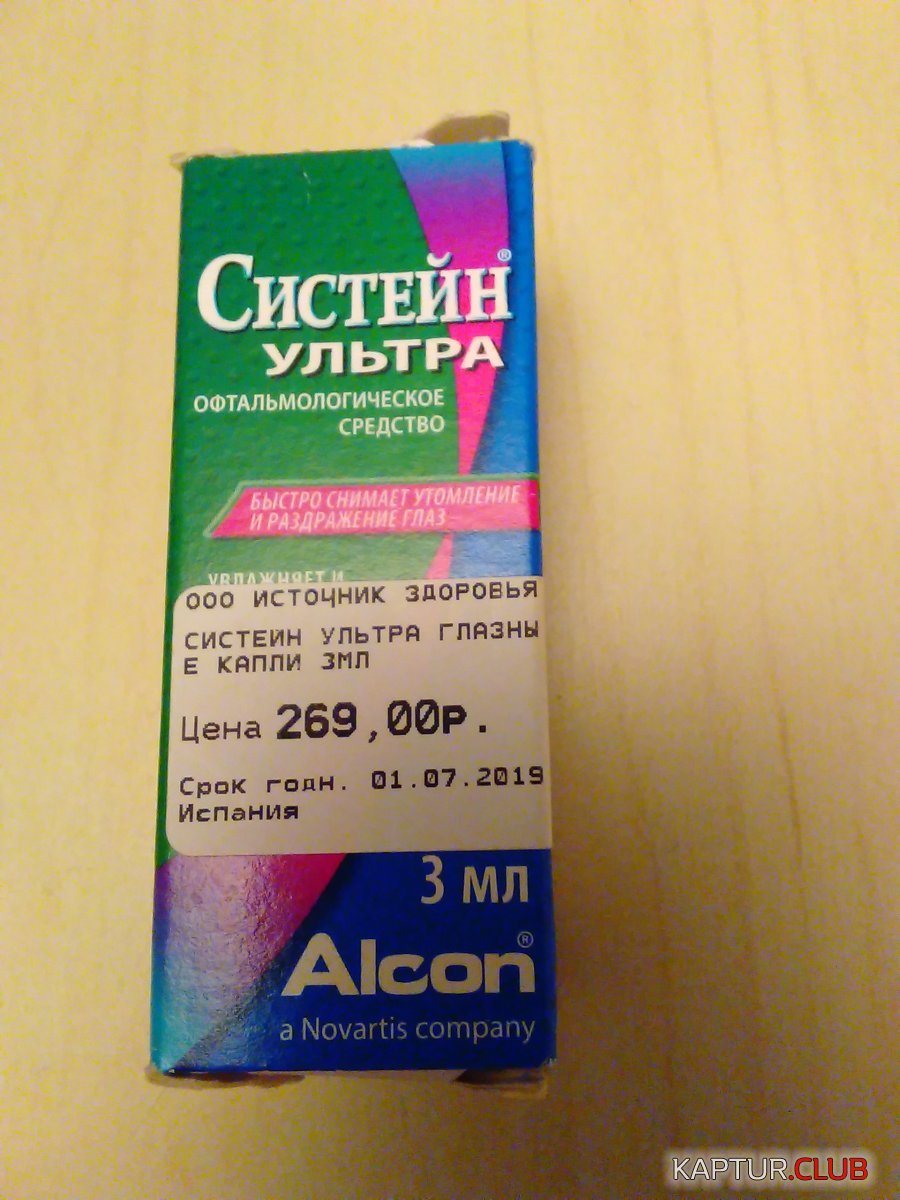 СИСТЕЙН®
УЛЬТРА
ОФТАЛЬМОЛОГИЧЕСКОЕ
СРЕДСТВО
БЫСТРО СНИМАЕТ УТОМЛЕНИЕ
И РАЗДРАЖЕНИЕ ГЛАЗ
УВЛАЖНЯЕТ И
ООО ИСТОЧНИК ЗДОРОВЬЯ
СИСТЕИН УЛЬТРА ГЛАЗНЫ
Е КАПЛИ 3МЛ
Цена 269,00р.
Срок годн. 01.07.2019
Испания
3 мл
Alcon®
a Novartis company
KAPTUR.CLUB